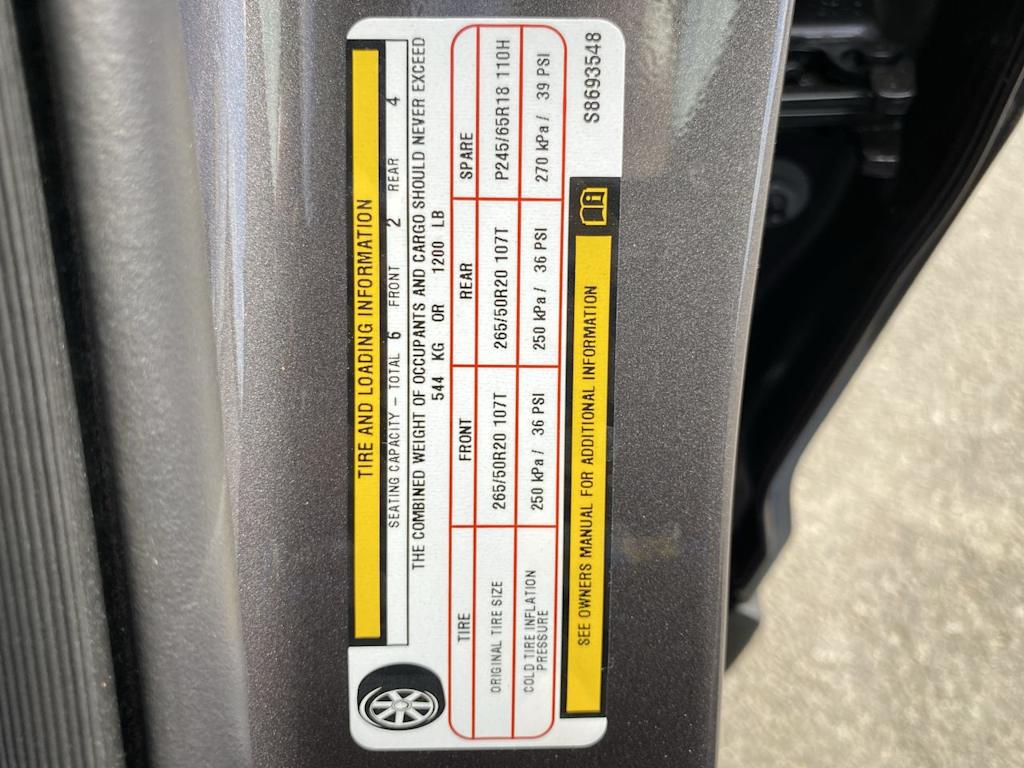 TIRE AND LOADING INFORMATION
SEATING CAPACITY – TOTAL 6 FRONT 2 REAR 4
THE COMBINED WEIGHT OF OCCUPANTS AND CARGO SHOULD NEVER EXCEED
544 KG OR 1200 LB
TIRE FRONT REAR SPARE
ORIGINAL TIRE SIZE 265/50R20 107T 265/50R20 107T P245/65R18 110H
COLD TIRE INFLATION
PRESSURE 250 kPa/ 36 PSI 250 kPa/ 36 PSI 270 kPa/ 39 PSI
SEE OWNERS MANUAL FOR ADDITIONAL INFORMATION
S8693548